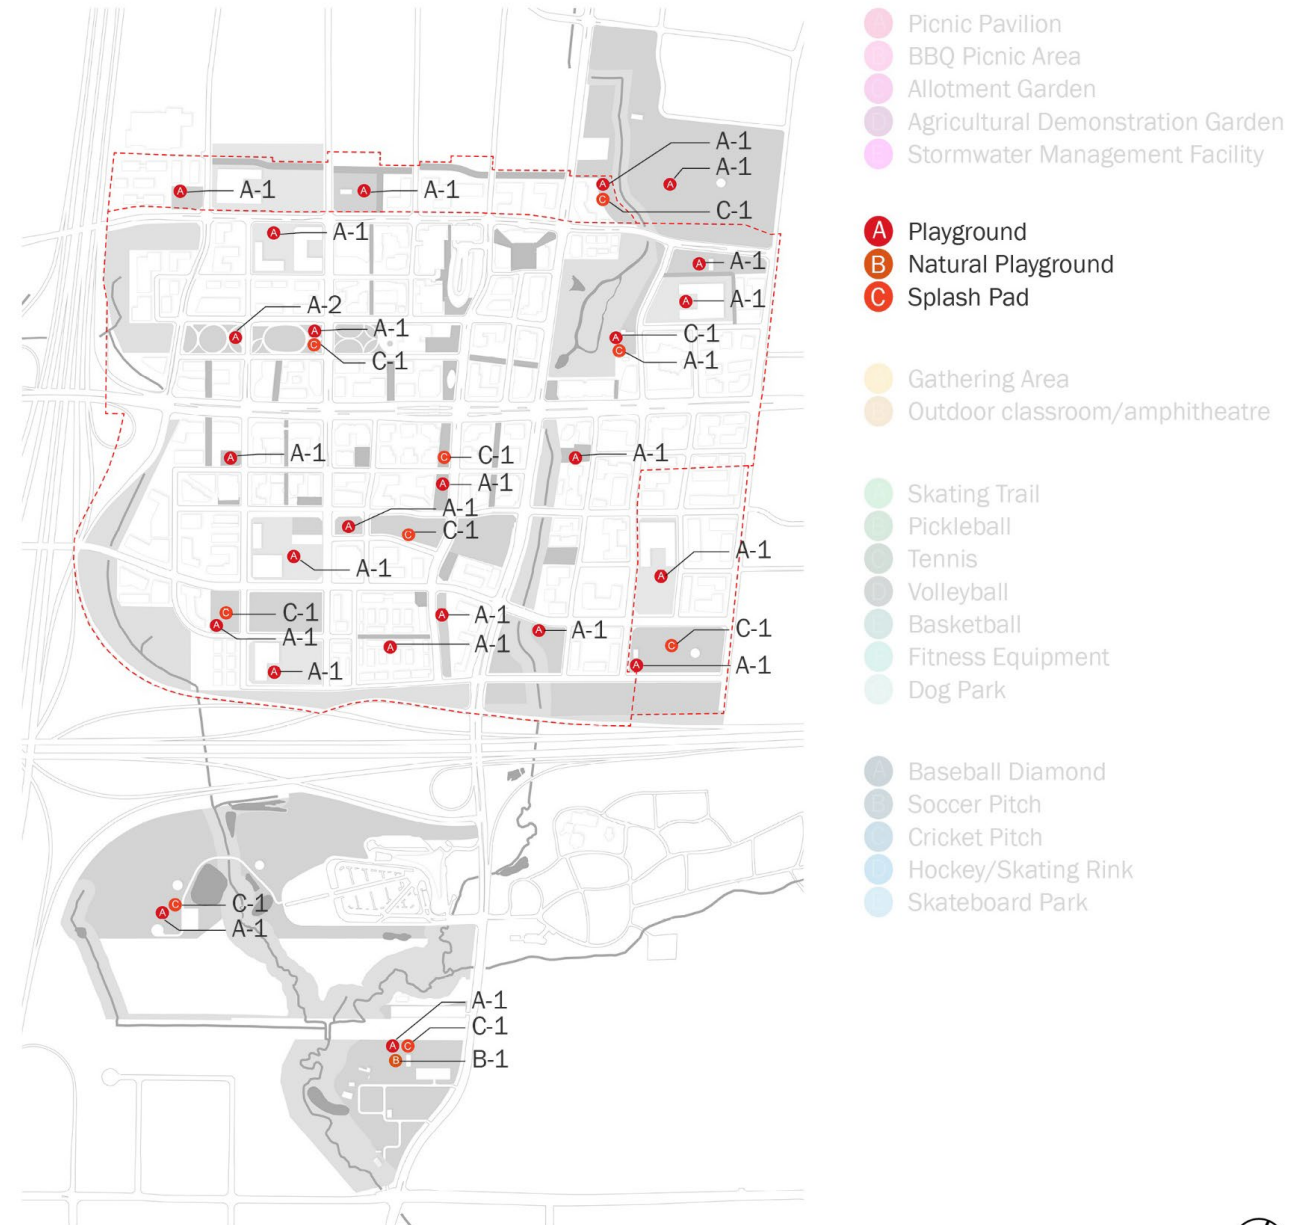 A-1
A-1
C-1
A-1
A-1
A-1
A-1
A-1
A-2
A-1
C-1
C-1
A-1
A-1
C-1
A-1
A-1
A-1
C-1
A-1
A-1
C-1
A-1
A-1
A-1
A-1
C-1
A-1
A-1
A-1
C-1
A-1
A-1
C-1
B-1
Picnic Pavilion
BBQ Picnic Area
Allotment Garden
D Agricultural Demonstration Garden
Stormwater Management Facility
A Playground
B Natural Playground
C Splash Pad
Gathering Area
Outdoor classroom/amphitheatre
Skating Trail
Pickleball
Tennis
Volleyball
Basketball
Fitness Equipment
Dog Park
Baseball Diamond
Soccer Pitch
Cricket Pitch
Hockey/Skating Rink
Skateboard Park